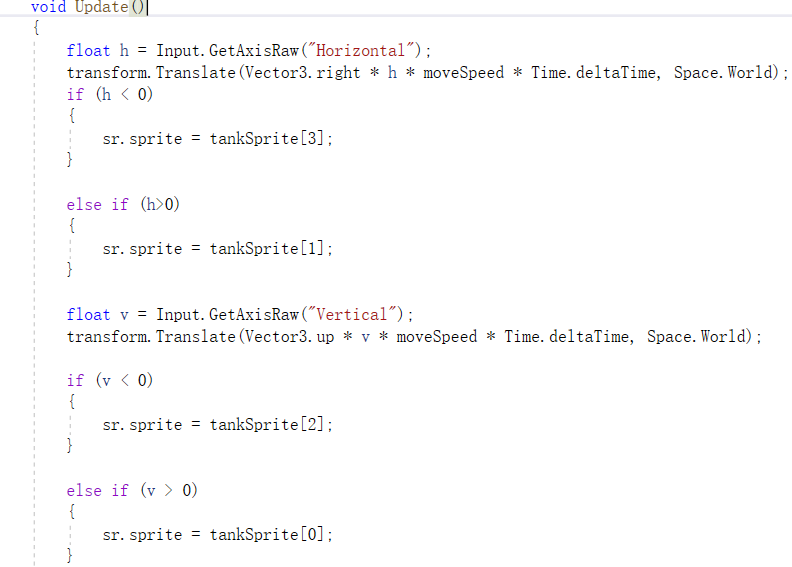 void Update()
{
float h = Input.GetAxisRaw("Horizontal");
transform.Translate(Vector3.right * h * moveSpeed * Time.deltaTime, Space.World);
if (h < 0)
{
sr.sprite = tankSprite[3];
}
else if (h>0)
{
sr.sprite = tankSprite[1];
}
float v = Input.GetAxisRaw("Vertical");
transform.Translate(Vector3.up * v * moveSpeed * Time.deltaTime, Space.World);
if (v < 0)
{
sr.sprite = tankSprite[2];
}
else if (v > 0)
{
sr.sprite = tankSprite[0];
}